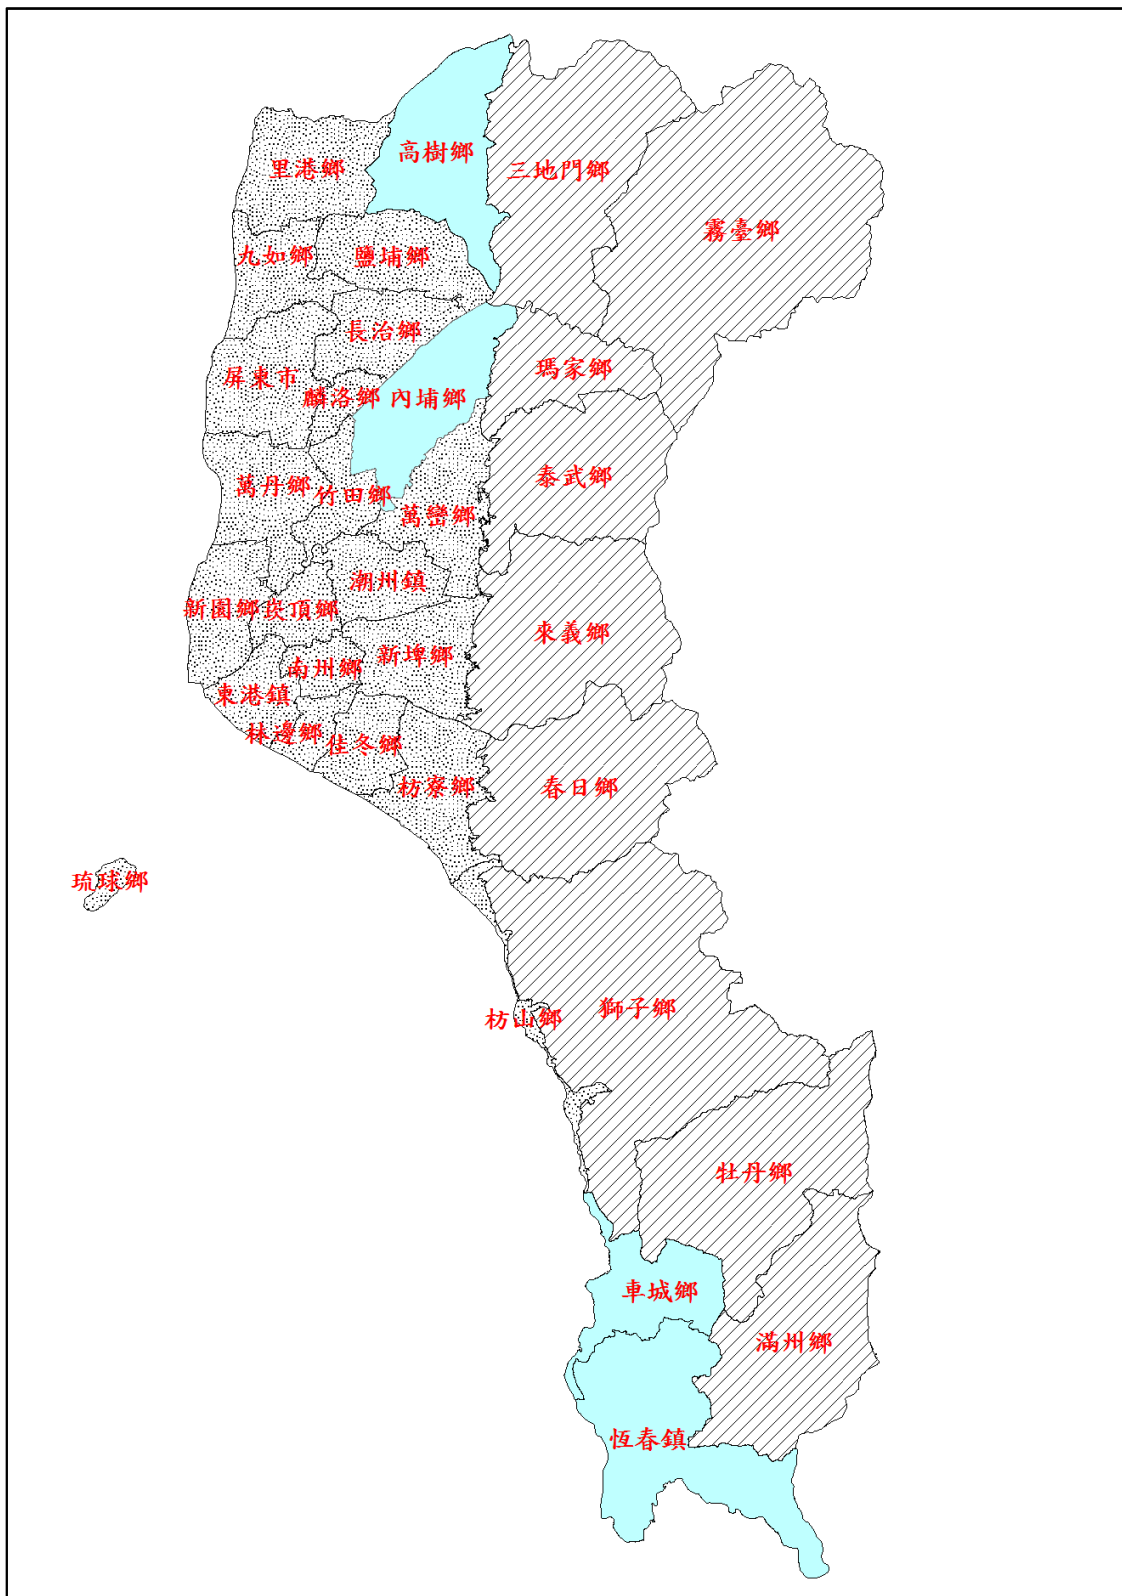 高樹鄉
里港鄉
三地門鄉
霧臺鄉
九如鄉
鹽埔鄉
長治鄉
屏東市
瑪家鄉
麟洛鄉
內埔鄉
泰武鄉
萬丹鄉
竹田鄉
萬巒鄉
潮州鎮
新園鄉
崁頂鄉
來義鄉
新埤鄉
南州鄉
東港鎮
林邊鄉
佳冬鄉
枋寮鄉
春日鄉
琉球鄉
獅子鄉
枋山鄉
牡丹鄉
車城鄉
滿州鄉
恆春鎮